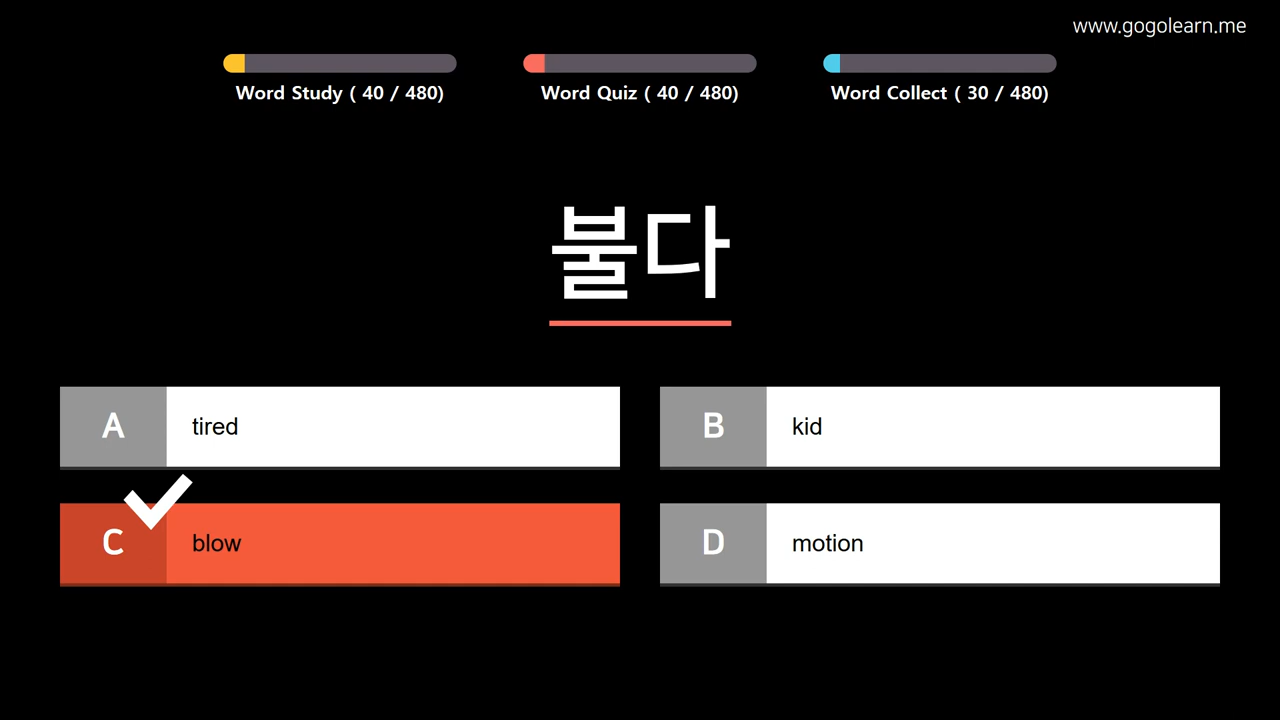 www.gogolearn.me
Word Study ( 40 / 480)
Word Quiz ( 40 / 480)
Word Collect ( 30 / 480)
불다
A
tired
B
kid
C
blow
D
motion